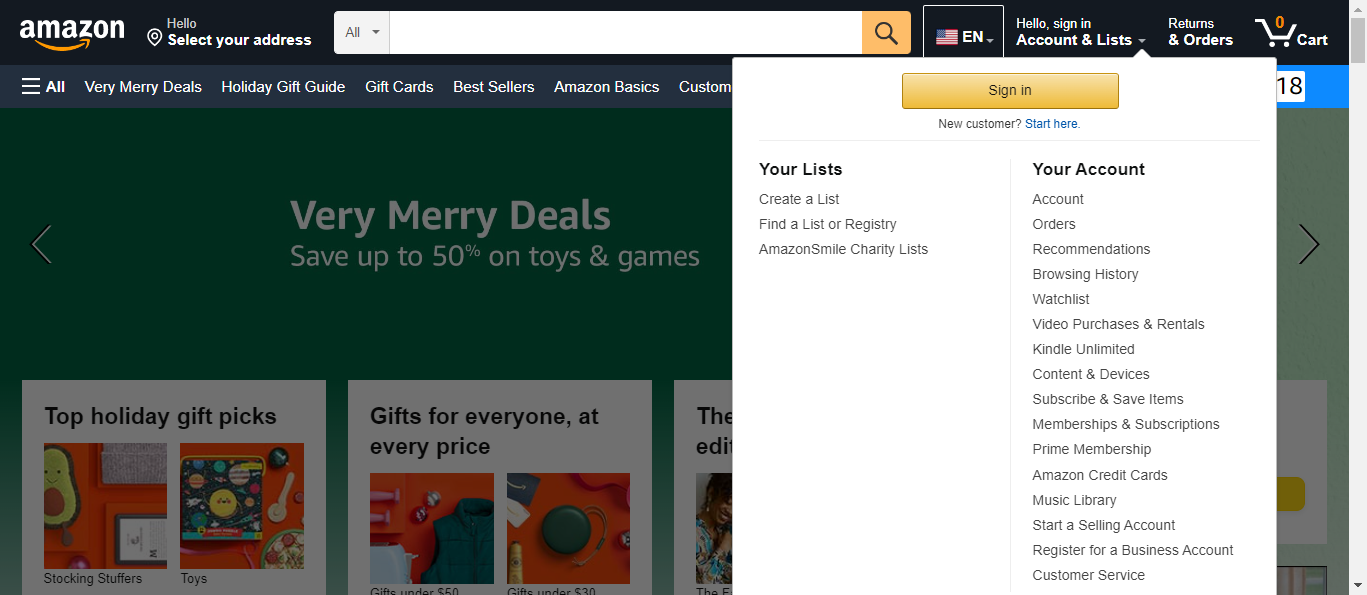 amazon
Hello
Select your address
All
EN
Hello, sign in
Account & Lists
Returns
& Orders
0
Cart
All
Very Merry Deals
Holiday Gift Guide
Gift Cards
Best Sellers
Amazon Basics
Custom
18
Sign in
New customer? Start here.
Your Lists
Create a List
Find a List or Registry
AmazonSmile Charity Lists
Your Account
Account
Orders
Recommendations
Browsing History
Watchlist
Video Purchases & Rentals
Kindle Unlimited
Content & Devices
Subscribe & Save Items
Memberships & Subscriptions
Prime Membership
Amazon Credit Cards
Music Library
Start a Selling Account
Register for a Business Account
Customer Service
Very Merry Deals
Save up to 50% on toys & games
Top holiday gift picks
Stocking Stuffers
Toys
Gifts for everyone, at
every price
Gifts under $50
Gifts under $30
The
edit
The E